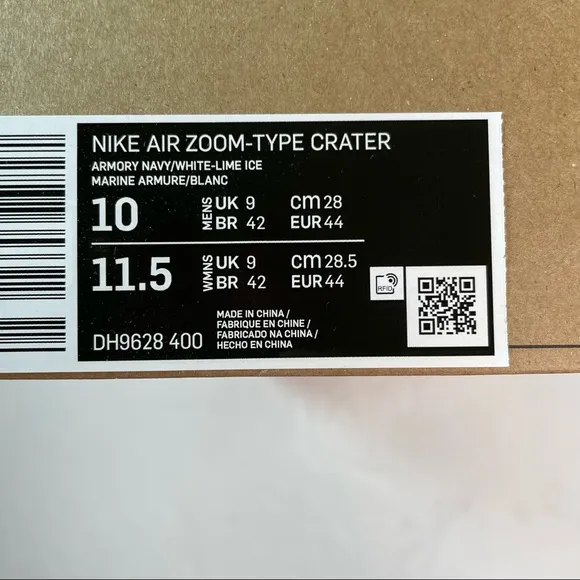 NIKE AIR ZOOM-TYPE CRATER
ARMORY NAVY/WHITE-LIME ICE
MARINE ARMURE/BLANC
10 MENS UK 9 cm 28
BR 42 EUR 44
11.5 WMNS UK 9 cm 28.5
BR 42 EUR 44
RFID
MADE IN CHINA /
FABRIQUE EN CHINE /
FABRICADO NA CHINA /
DH9628 400 HECHO EN CHINA